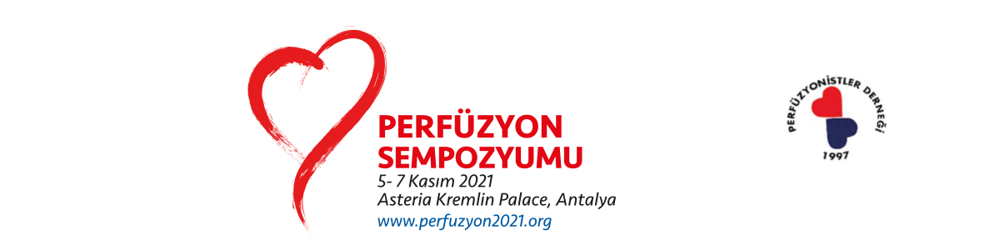 PERFÜZYON
SEMPOZYUMU
5- 7 Kasım 2021
Asteria Kremlin Palace, Antalya
www.perfuzyon2021.org
PERFÜZYONİSTLER DERNEĞİ
1997